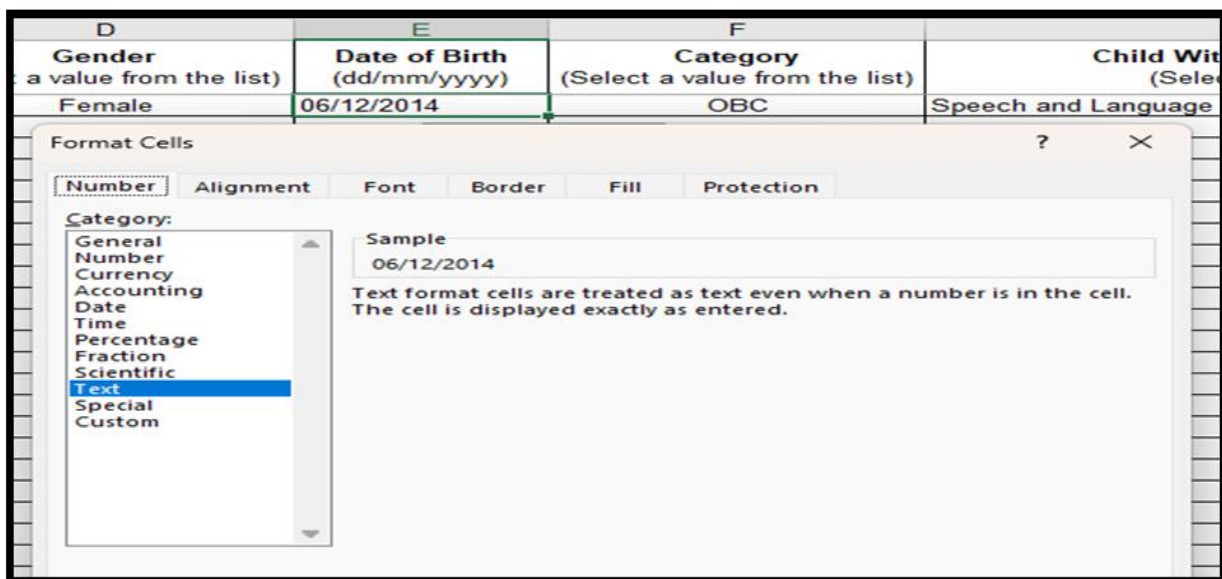 D E F
Gender Date of Birth Category Child Wit
a value from the list) (dd/mm/yyyy) (Select a value from the list) (Sele
Female 06/12/2014 OBC Speech and Language
Format Cells ? ×
Number Alignment Font Border Fill Protection
Category:
General
Number
Currency
Accounting
Date
Time
Percentage
Fraction
Scientific
Text
Special
Custom
Sample
06/12/2014
Text format cells are treated as text even when a number is in the cell.
The cell is displayed exactly as entered.